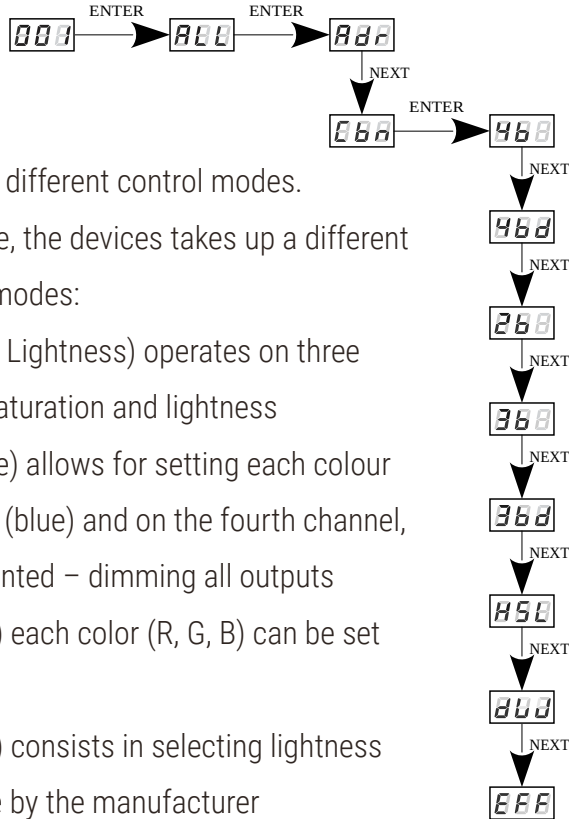 ENTER ENTER
001 ALL Adr
NEXT
ENTER
Cbn 4b
different control modes.
e, the devices takes up a different
modes:
Lightness) operates on three
aturation and lightness
e) allows for setting each colour
(blue) and on the fourth channel,
nted – dimming all outputs
) each color (R, G, B) can be set
) consists in selecting lightness
e by the manufacturer
NEXT
4bd
NEXT
2b
NEXT
3b
NEXT
3bd
NEXT
HSL
NEXT
dUd
NEXT
EFF